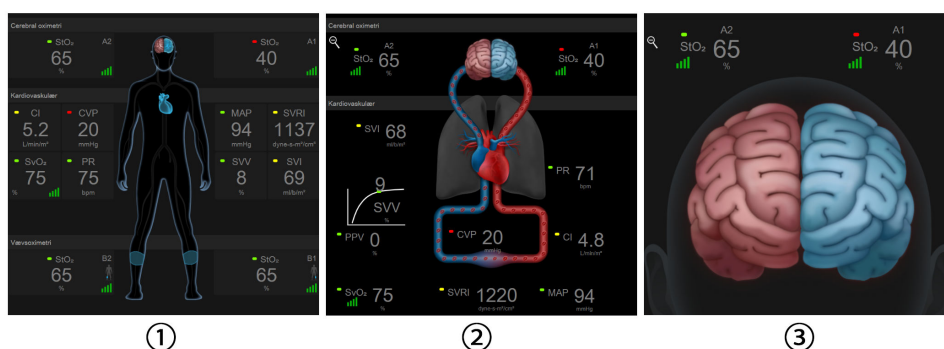 Cerebral oximetri
StO₂ A2
65
%
StO₂ A1
40
%
Kardiovaskulær
CI
5.2
L/min/m²
CVP
20
mmHg
MAP
94
mmHg
SVRI
1137
dyne-s-m²/cm⁵
SvO₂
75
%
PR
75
bpm
SVV
8
%
SVI
69
ml/b/m²
Vævsoximetri
StO₂ B2
65
%
StO₂ B1
65
%
①
Cerebral oximetri
A2
StO₂ 65
%
A1
StO₂ 40
%
Kardiovaskulær
SVI 68
ml/b/m²
PR 71
bpm
9
SVV
%
PPV 0
%
CVP 20
mmHg
CI 4.8
L/min/m²
SvO₂ 75
%
SVRI 1220
dyne-s-m²/cm⁵
MAP 94
mmHg
②
A2
StO₂ 65
%
A1
StO₂ 40
%
③